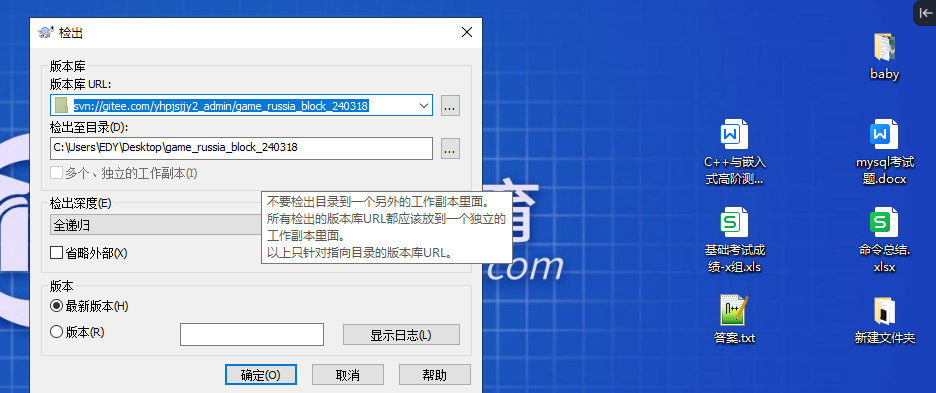 检出
版本库
版本库 URL:
svn://gitee.com/yhpjsjjy2_admin/game_russia_block_240318
...
检出至目录(D):
C:\Users\EDY\Desktop\game_russia_block_240318
...
多个、独立的工作副本(I)
检出深度(E)
全递归
省略外部(X)
不要检出目录到一个另外的工作副本里面。
所有检出的版本库URL都应该放到一个独立的
工作副本里面。
以上只针对指向目录的版本库URL。
版本
最新版本(H)
版本(R)
显示日志(L)
确定(O)
取消
帮助
育
com
baby
C++与嵌入
式高阶测...
mysql考试
题.docx
基础考试成
绩-x组.xls
命令总结.
xlsx
答案.txt
新建文件夹